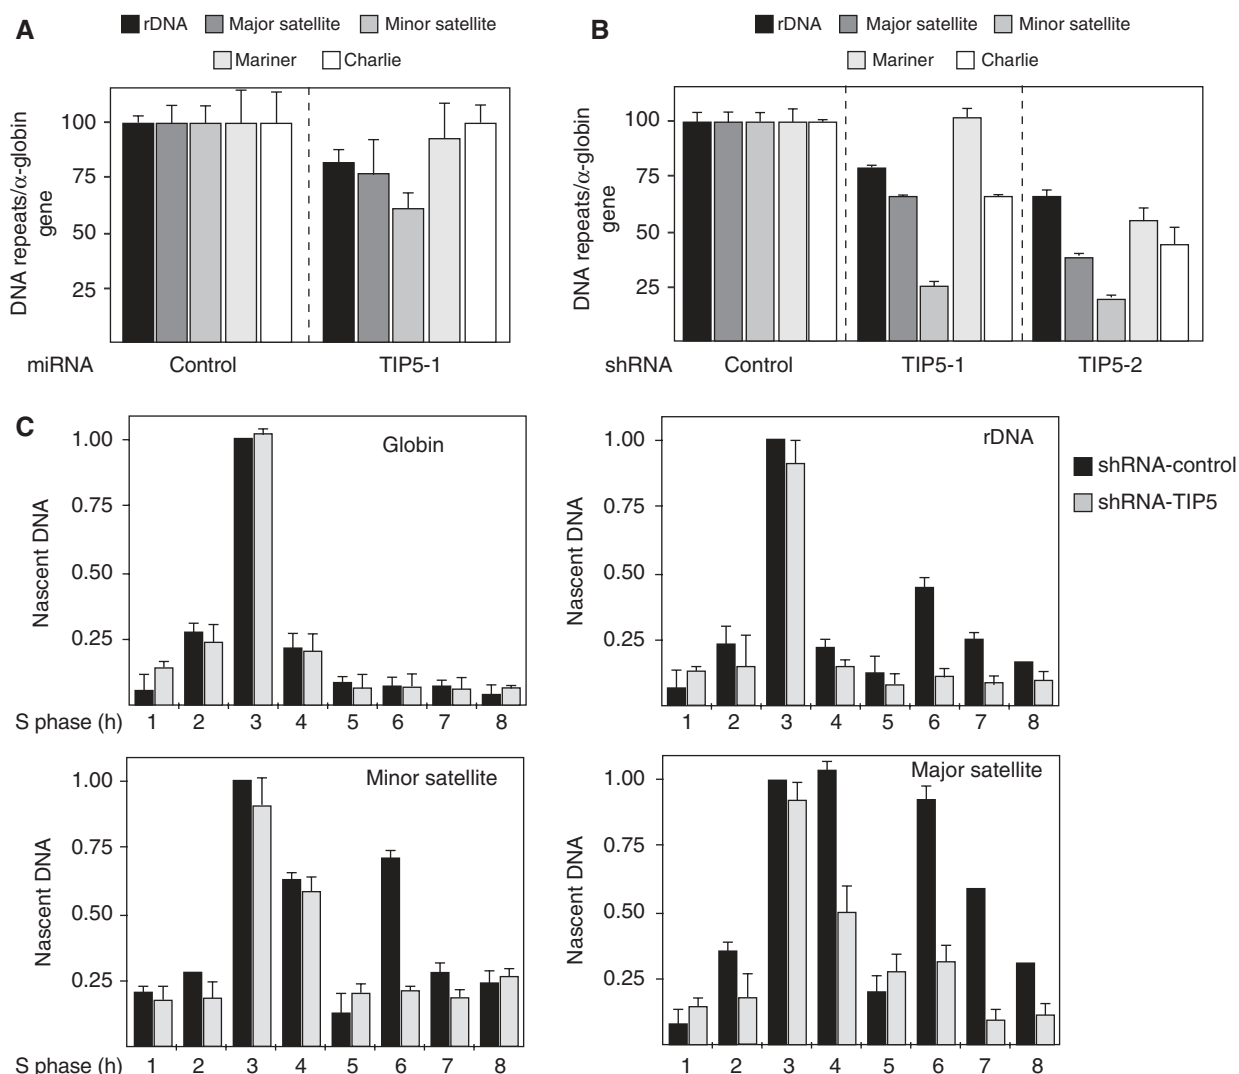 A
rDNA Major satellite Minor satellite
Mariner Charlie
DNA repeats/α-globin
gene
100
75
50
25
miRNA Control TIP5-1
B
rDNA Major satellite Minor satellite
Mariner Charlie
DNA repeats/α-globin
gene
100
75
50
25
shRNA Control TIP5-1 TIP5-2
C
Globin
Nascent DNA
1.00
0.75
0.50
0.25
S phase (h) 1 2 3 4 5 6 7 8
rDNA
Nascent DNA
1.00
0.75
0.50
0.25
1 2 3 4 5 6 7 8
shRNA-control
shRNA-TIP5
Minor satellite
Nascent DNA
1.00
0.75
0.50
0.25
S phase (h) 1 2 3 4 5 6 7 8
Major satellite
Nascent DNA
1.00
0.75
0.50
0.25
1 2 3 4 5 6 7 8